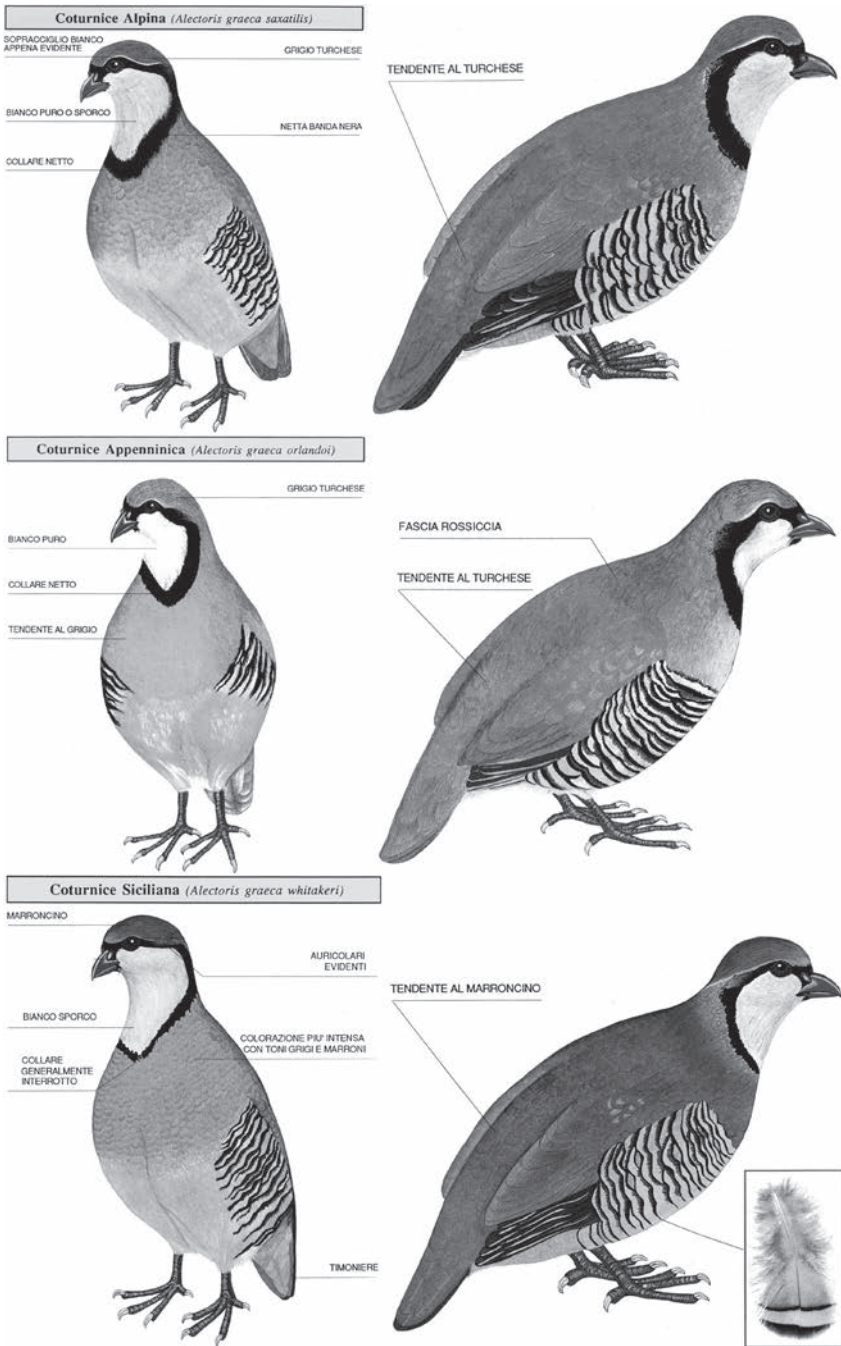 Coturnice Alpina (Alectoris graeca saxatilis)
SOPRACCIGLIO BIANCO
APPENA EVIDENTE
GRIGIO TURCHESE
BIANCO PURO O SPORCO
NETTA BANDA NERA
COLLARE NETTO
TENDENTE AL TURCHESE
Coturnice Appenninica (Alectoris graeca orlandoi)
GRIGIO TURCHESE
BIANCO PURO
COLLARE NETTO
TENDENTE AL GRIGIO
FASCIA ROSSICCIA
TENDENTE AL TURCHESE
Coturnice Siciliana (Alectoris graeca whitakeri)
MARRONCINO
AURICOLARI
EVIDENTI
BIANCO SPORCO
COLORAZIONE PIU' INTENSA
CON TONI GRIGI E MARRONI
COLLARE
GENERALMENTE
INTERROTTO
TIMONIERE
TENDENTE AL MARRONCINO